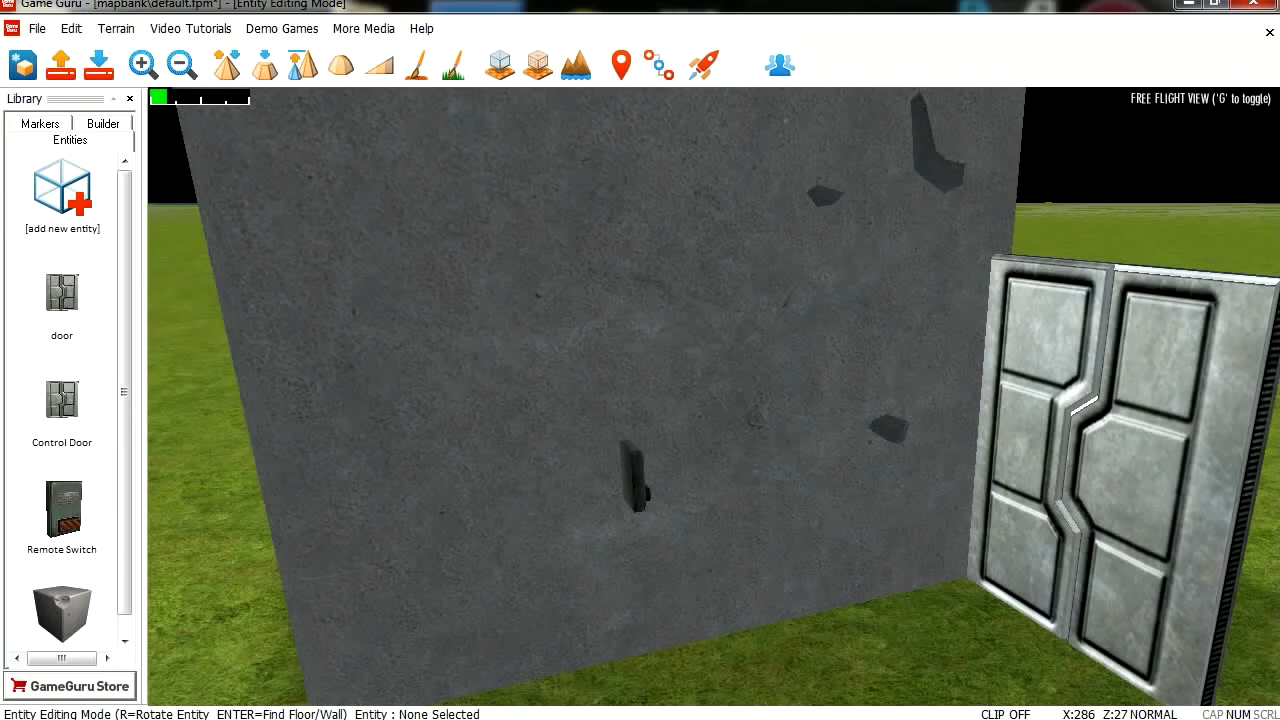 Game Guru - [mapbank\default.fpm*] - [Entity Editing Mode]
Game Guru File Edit Terrain Video Tutorials Demo Games More Media Help
Library
FREE FLIGHT VIEW ('G' to toggle)
Markers Builder
Entities
[add new entity]
door
Control Door
Remote Switch
GameGuru Store
Entity Editing Mode (R=Rotate Entity ENTER=Find Floor/Wall) Entity : None Selected CLIP OFF X:286 Z:27 NORMAL CAP NUM SCRL